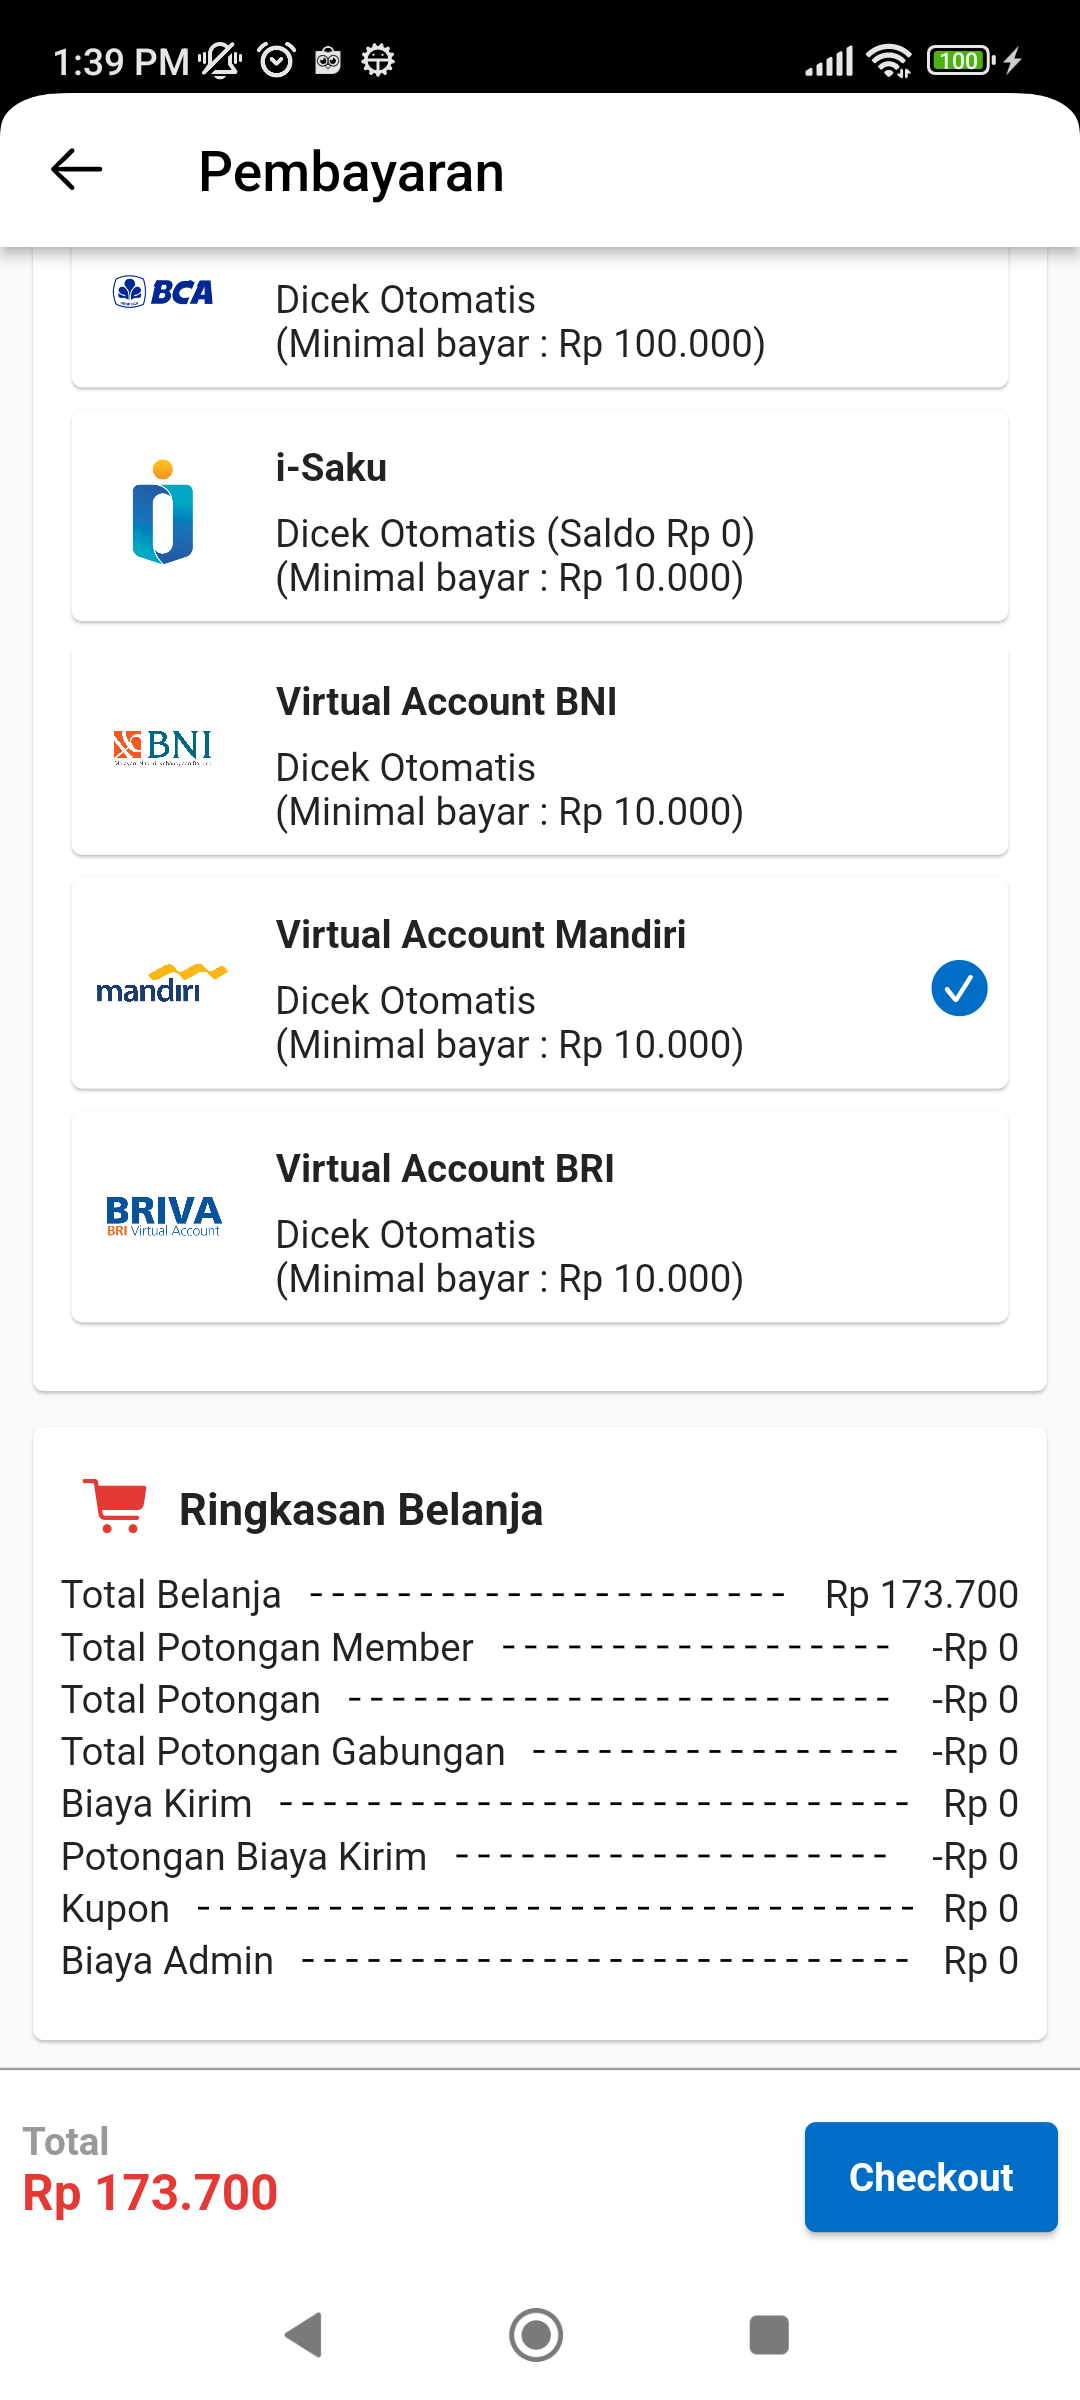 1:39 PM
100
Pembayaran
BCA
Dicek Otomatis
(Minimal bayar : Rp 100.000)
i-Saku
Dicek Otomatis (Saldo Rp 0)
(Minimal bayar : Rp 10.000)
BNI
Virtual Account BNI
Dicek Otomatis
(Minimal bayar : Rp 10.000)
mandiri
Virtual Account Mandiri
Dicek Otomatis
(Minimal bayar : Rp 10.000)
BRIVA
BRI Virtual Account
Virtual Account BRI
Dicek Otomatis
(Minimal bayar : Rp 10.000)
Ringkasan Belanja
Total Belanja ---------------------- Rp 173.700
Total Potongan Member ------------------ -Rp 0
Total Potongan ------------------------- -Rp 0
Total Potongan Gabungan ----------------- -Rp 0
Biaya Kirim ----------------------------- Rp 0
Potongan Biaya Kirim -------------------- -Rp 0
Kupon --------------------------------- Rp 0
Biaya Admin ---------------------------- Rp 0
Total
Rp 173.700
Checkout